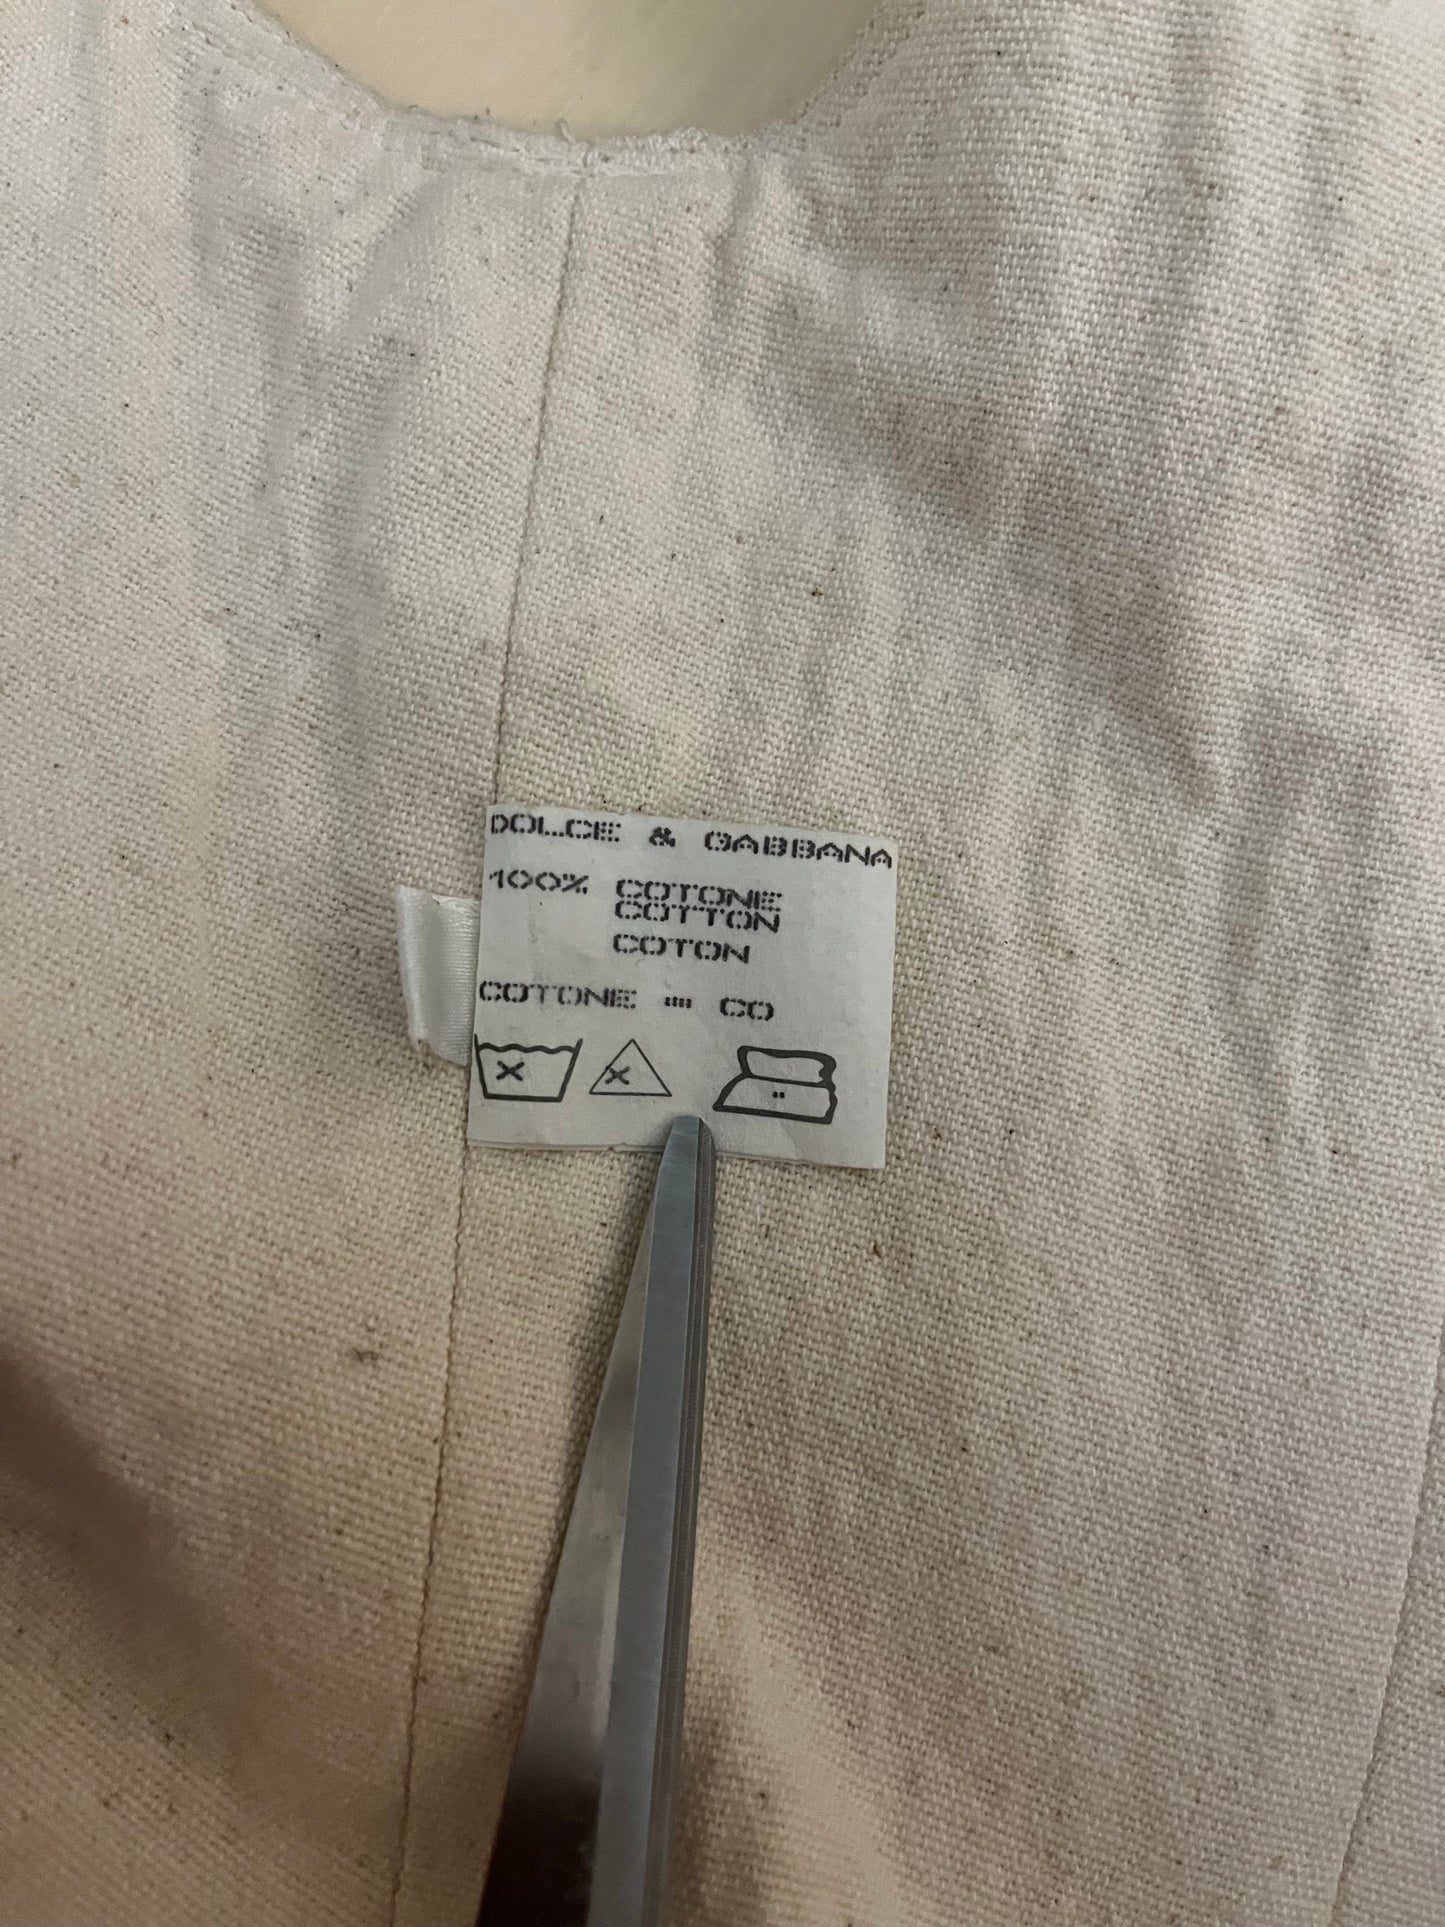 DOLCE & GABBANA
100% COTONE
COTTON
COTON
COTONE = CO